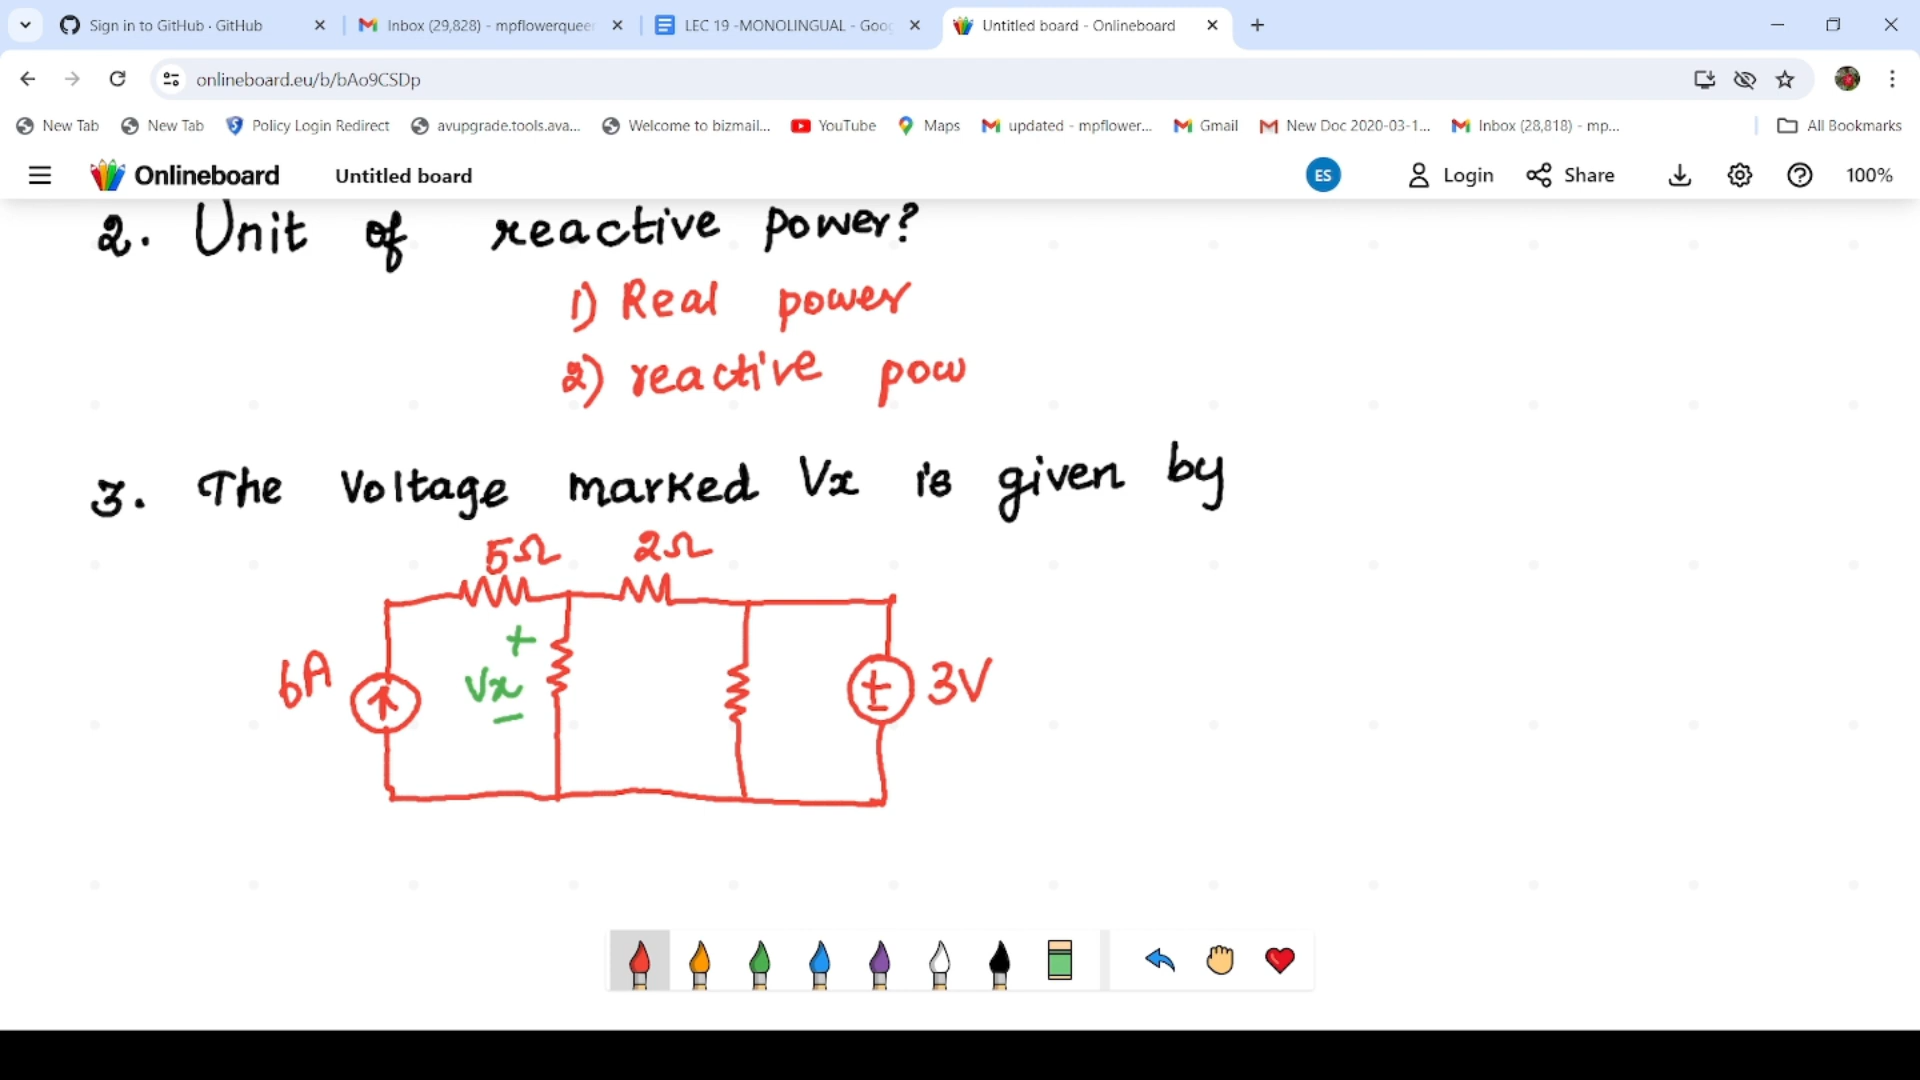 Sign in to GitHub · GitHub
Inbox (29,828) - mpflowerqueen
LEC 19 -MONOLINGUAL - Goog
Untitled board - Onlineboard
onlineboard.eu/b/bAo9CSDp
New Tab
New Tab
Policy Login Redirect
avupgrade.tools.ava...
Welcome to bizmail...
YouTube
Maps
updated - mpflower...
Gmail
New Doc 2020-03-1...
Inbox (28,818) - mp...
All Bookmarks
Onlineboard
Untitled board
ES
Login
Share
100%
2. Unit of reactive power?
1) Real power
2) reactive pow
3. The Voltage marked Vx is given by
5Ω 2Ω
+
6A Vx ± 3V
-